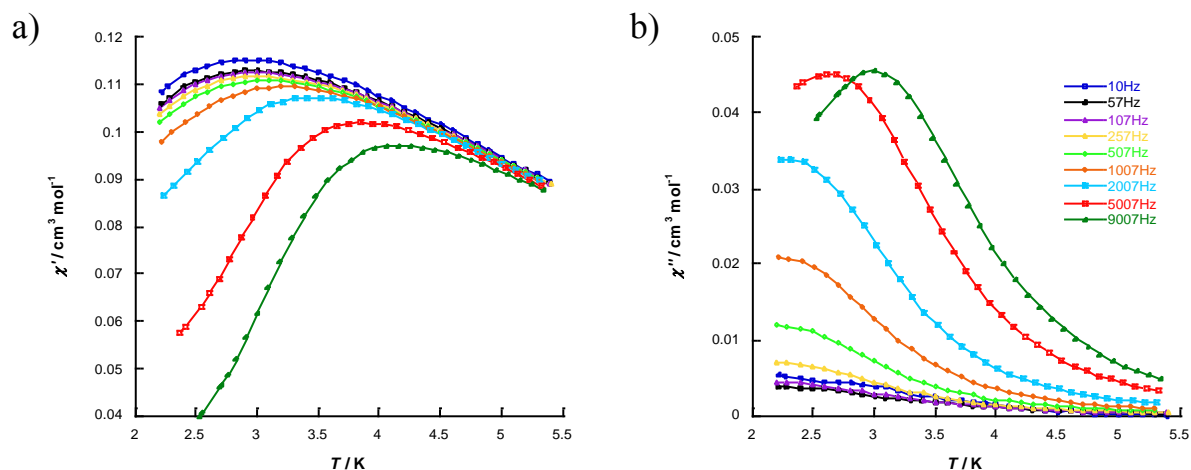 a)
0.12
0.11
0.1
0.09
0.08
0.07
0.06
0.05
0.04
χ' / cm³ mol⁻¹
2 2.5 3 3.5 4 4.5 5 5.5
T / K
b)
0.05
0.04
0.03
0.02
0.01
0
χ'' / cm³ mol⁻¹
2 2.5 3 3.5 4 4.5 5 5.5
T / K
10Hz
57Hz
107Hz
257Hz
507Hz
1007Hz
2007Hz
5007Hz
9007Hz